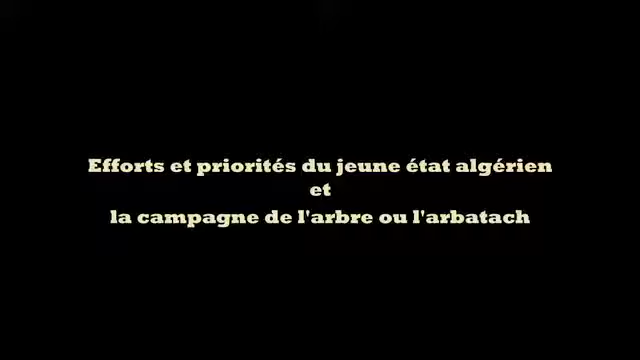 Efforts et priorités du jeune état algérien
et
la campagne de l'arbre ou l'arbatach